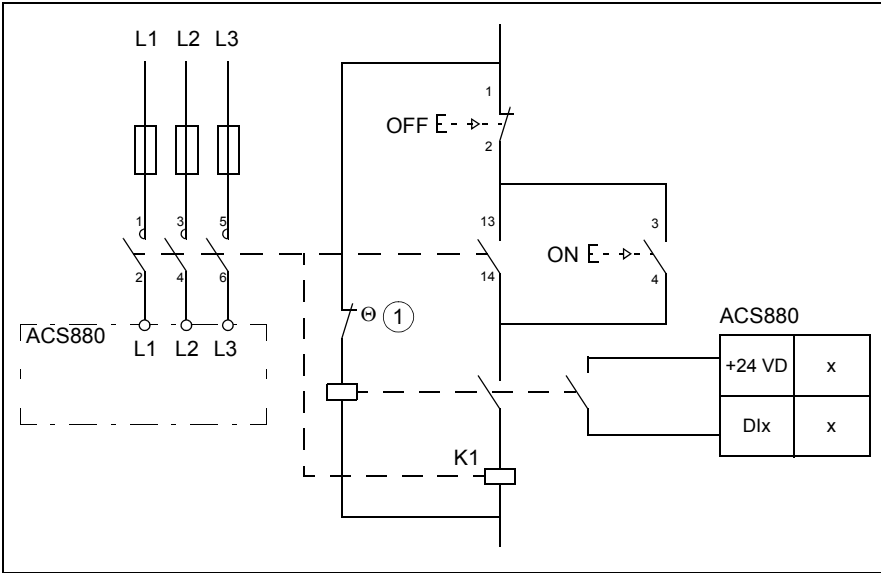 L1 L2 L3
1
OFF
2
1 3 5
13
3
ON
2 4 6
14
4
Θ 1
ACS880
L1 L2 L3
ACS880
+24 VD x
DIx x
K1